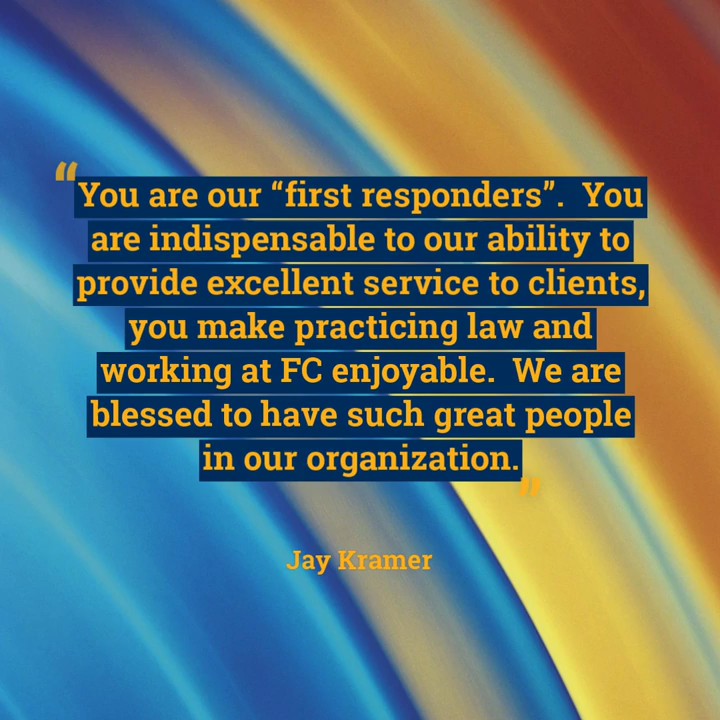 “
You are our “first responders”.  You
are indispensable to our ability to
provide excellent service to clients,
you make practicing law and
working at FC enjoyable.  We are
blessed to have such great people
in our organization.
”
Jay Kramer